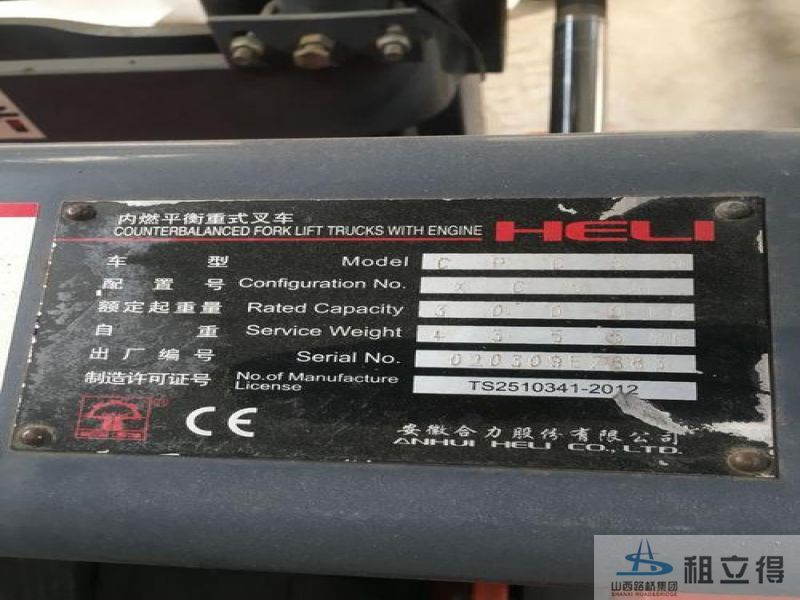 内燃平衡重式叉车
COUNTERBALANCED FORK LIFT TRUCKS WITH ENGINE HELI
车型 Model
配置号 Configuration No.
额定起重量 Rated Capacity
自重 Service Weight
出厂编号 Serial No.
制造许可证号 No.of Manufacture License TS2510341-2012
CE
安徽合力股份有限公司
ANHUI HELI CO., LTD.
山西路桥集团
SHANXI ROAD&BRIDGE
租立得